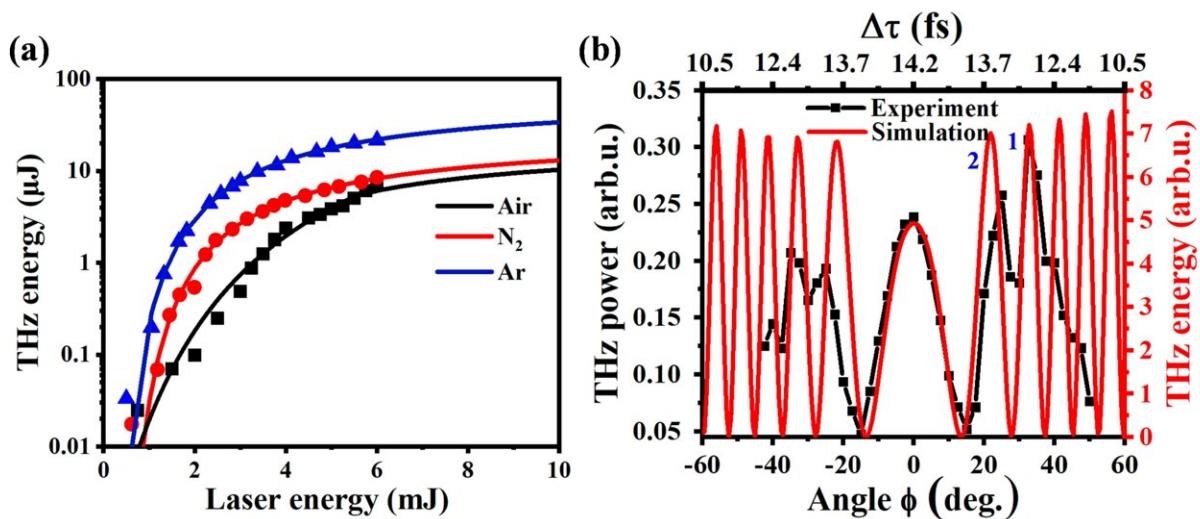 (a)
THz energy (μJ)
100
10
1
0.1
0.01
Air
N₂
Ar
0 2 4 6 8 10
Laser energy (mJ)
(b)
Δτ (fs)
10.5 12.4 13.7 14.2 13.7 12.4 10.5
THz power (arb.u.)
0.35
0.30
0.25
0.20
0.15
0.10
0.05
Experiment
Simulation
2
1
8
7
6
5
4
3
2
1
0
THz energy (arb.u.)
-60 -40 -20 0 20 40 60
Angle ϕ (deg.)